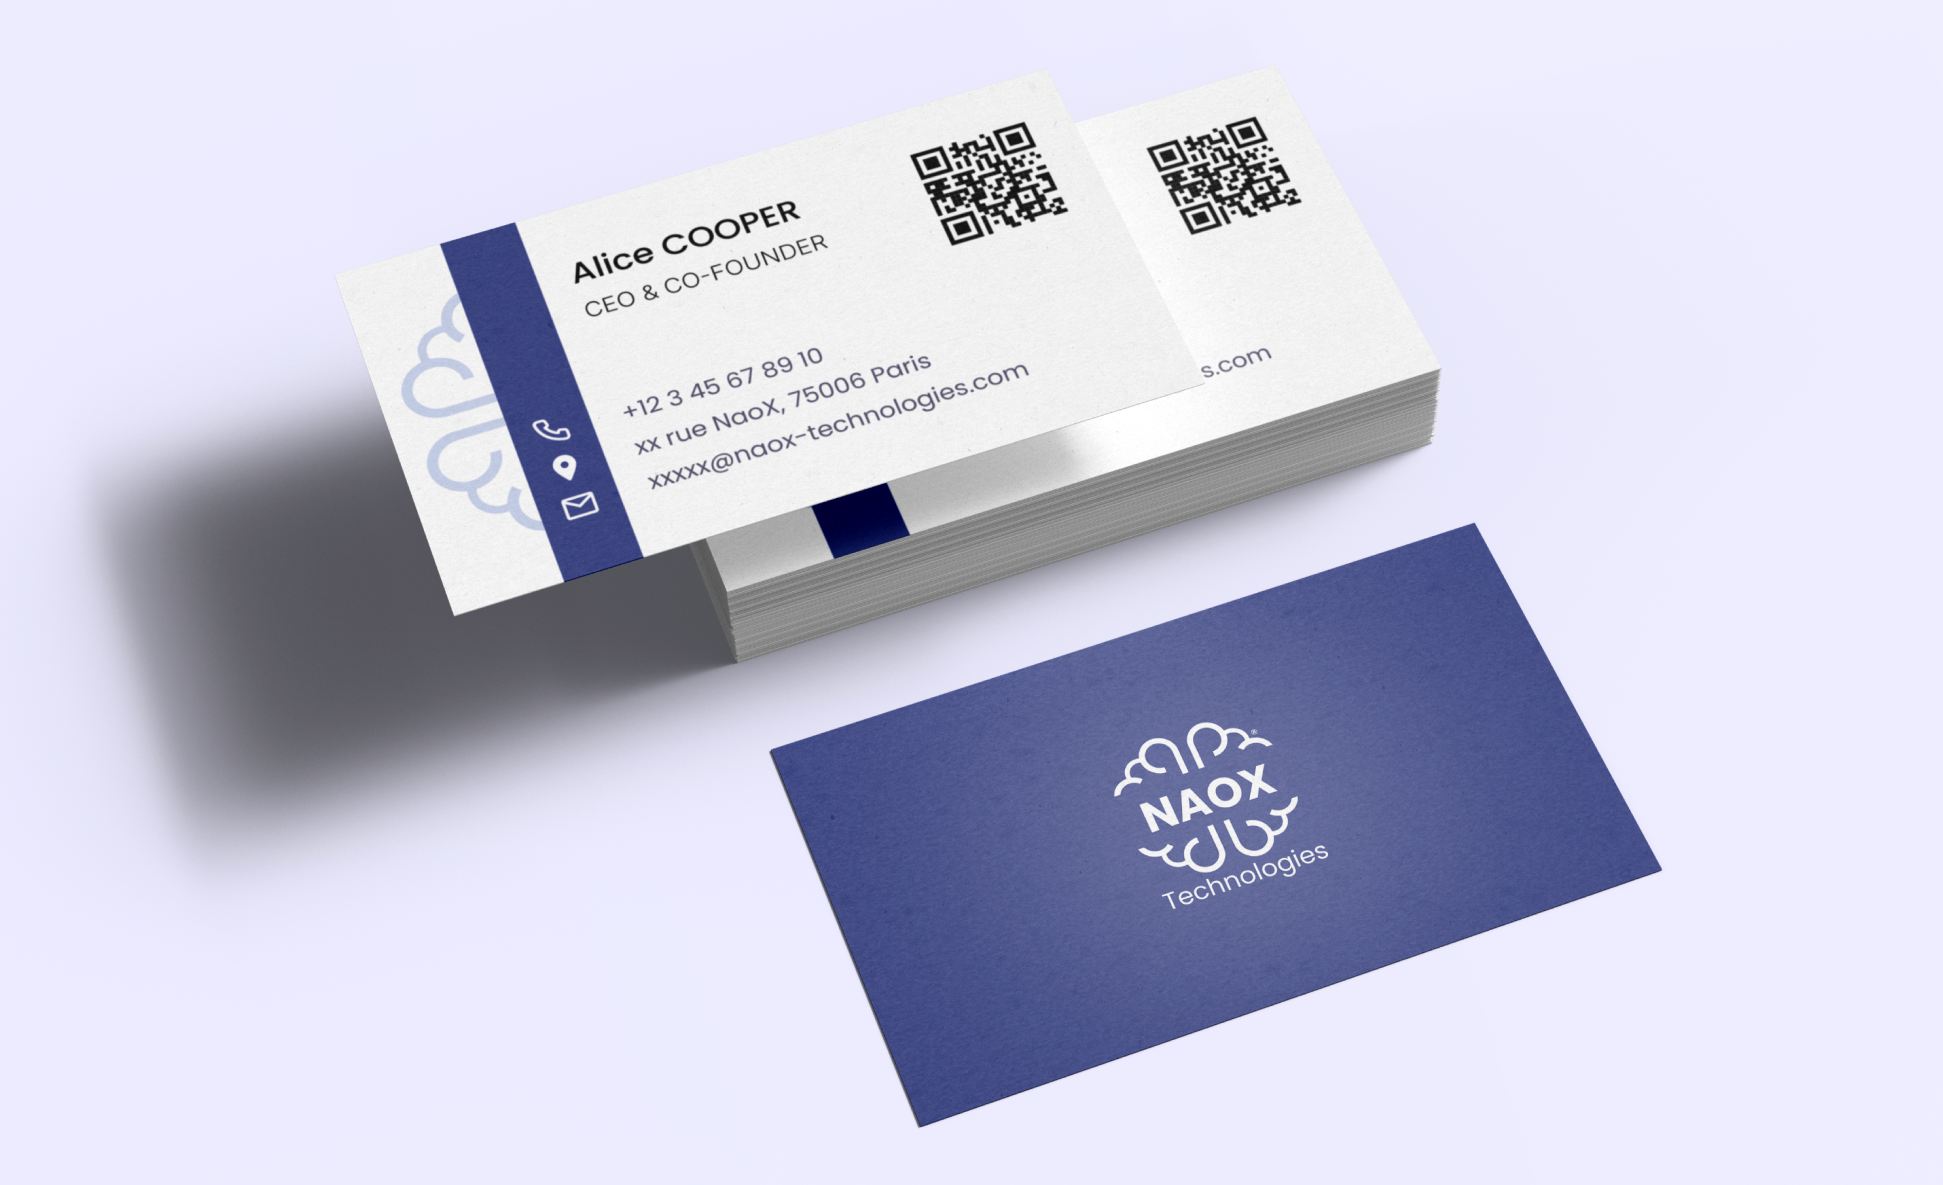 Alice COOPER
CEO & CO-FOUNDER
+12 3 45 67 89 10
xx rue NaoX, 75006 Paris
xxxxx@naox-technologies.com
s.com
NAOX
®
Technologies